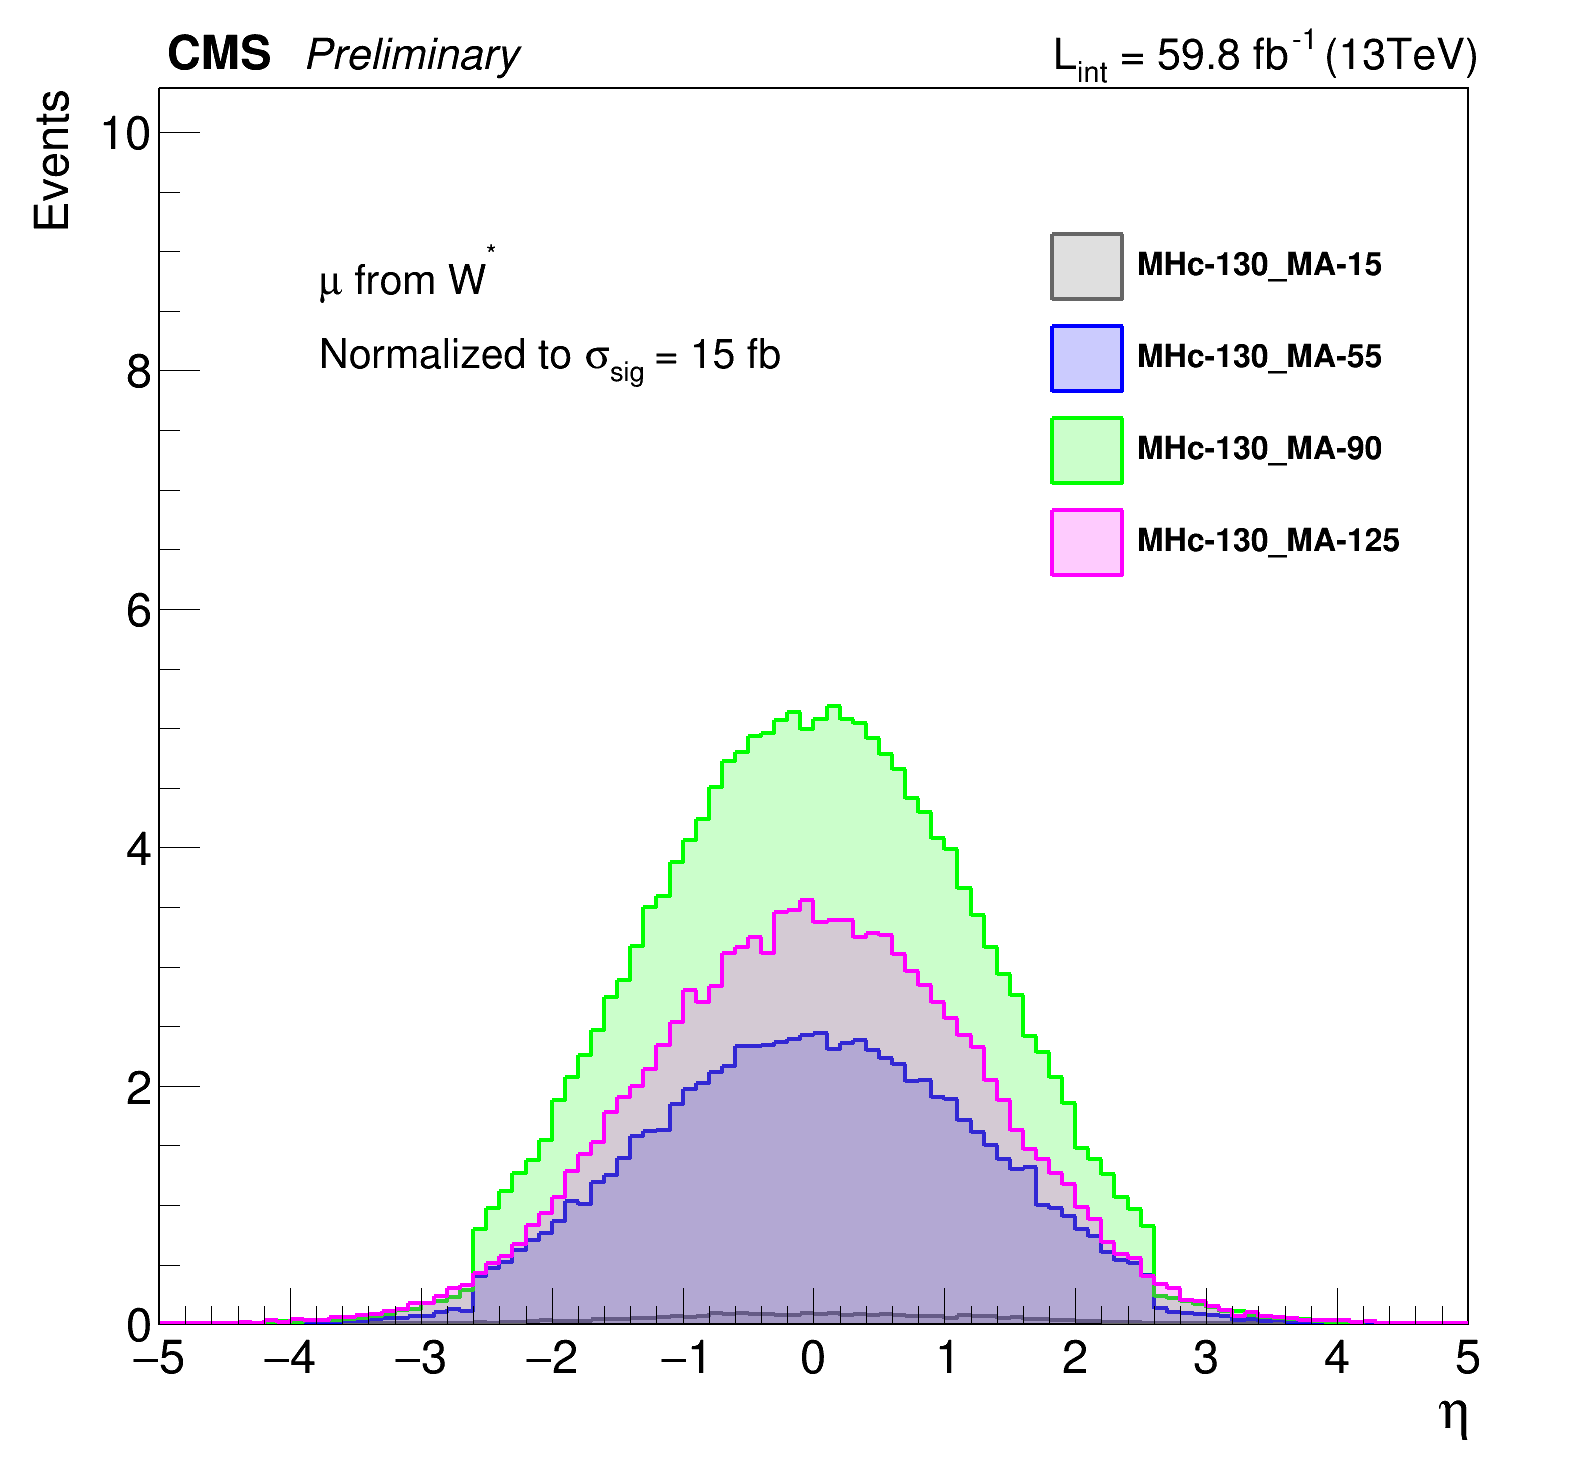 CMS Preliminary L_int = 59.8 fb^-1 (13TeV)
Events
10
8
6
4
2
0
μ from W^*
Normalized to σ_sig = 15 fb
MHc-130_MA-15
MHc-130_MA-55
MHc-130_MA-90
MHc-130_MA-125
−5 −4 −3 −2 −1 0 1 2 3 4 5
η